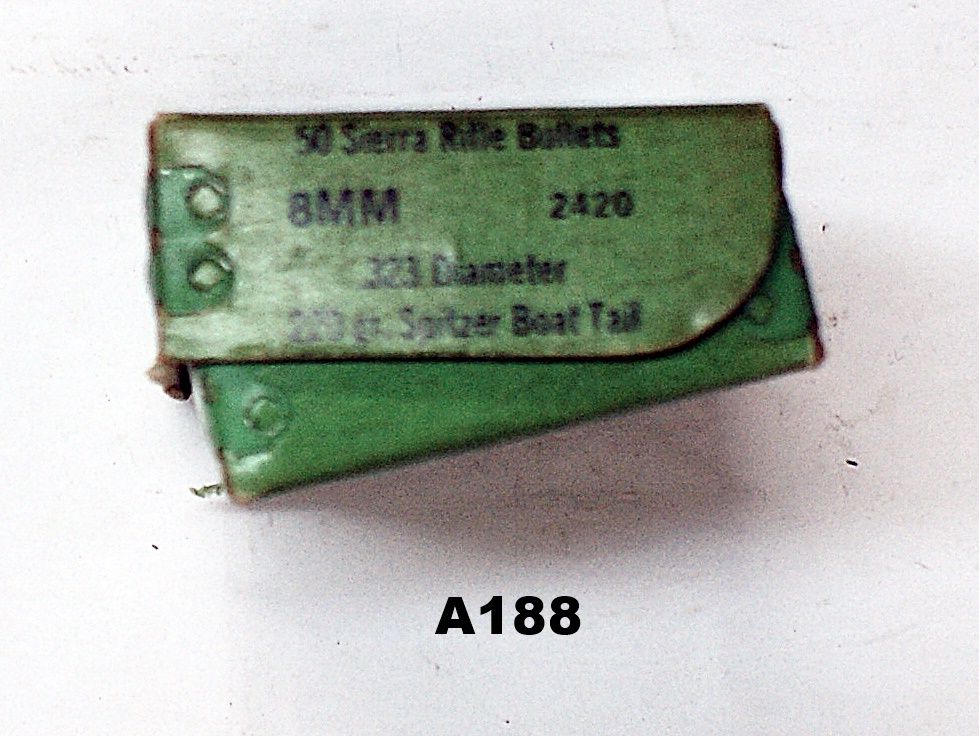 50 Sierra Rifle Bullets
8MM 2420
.323 Diameter
220 gr. Spitzer Boat Tail
A188